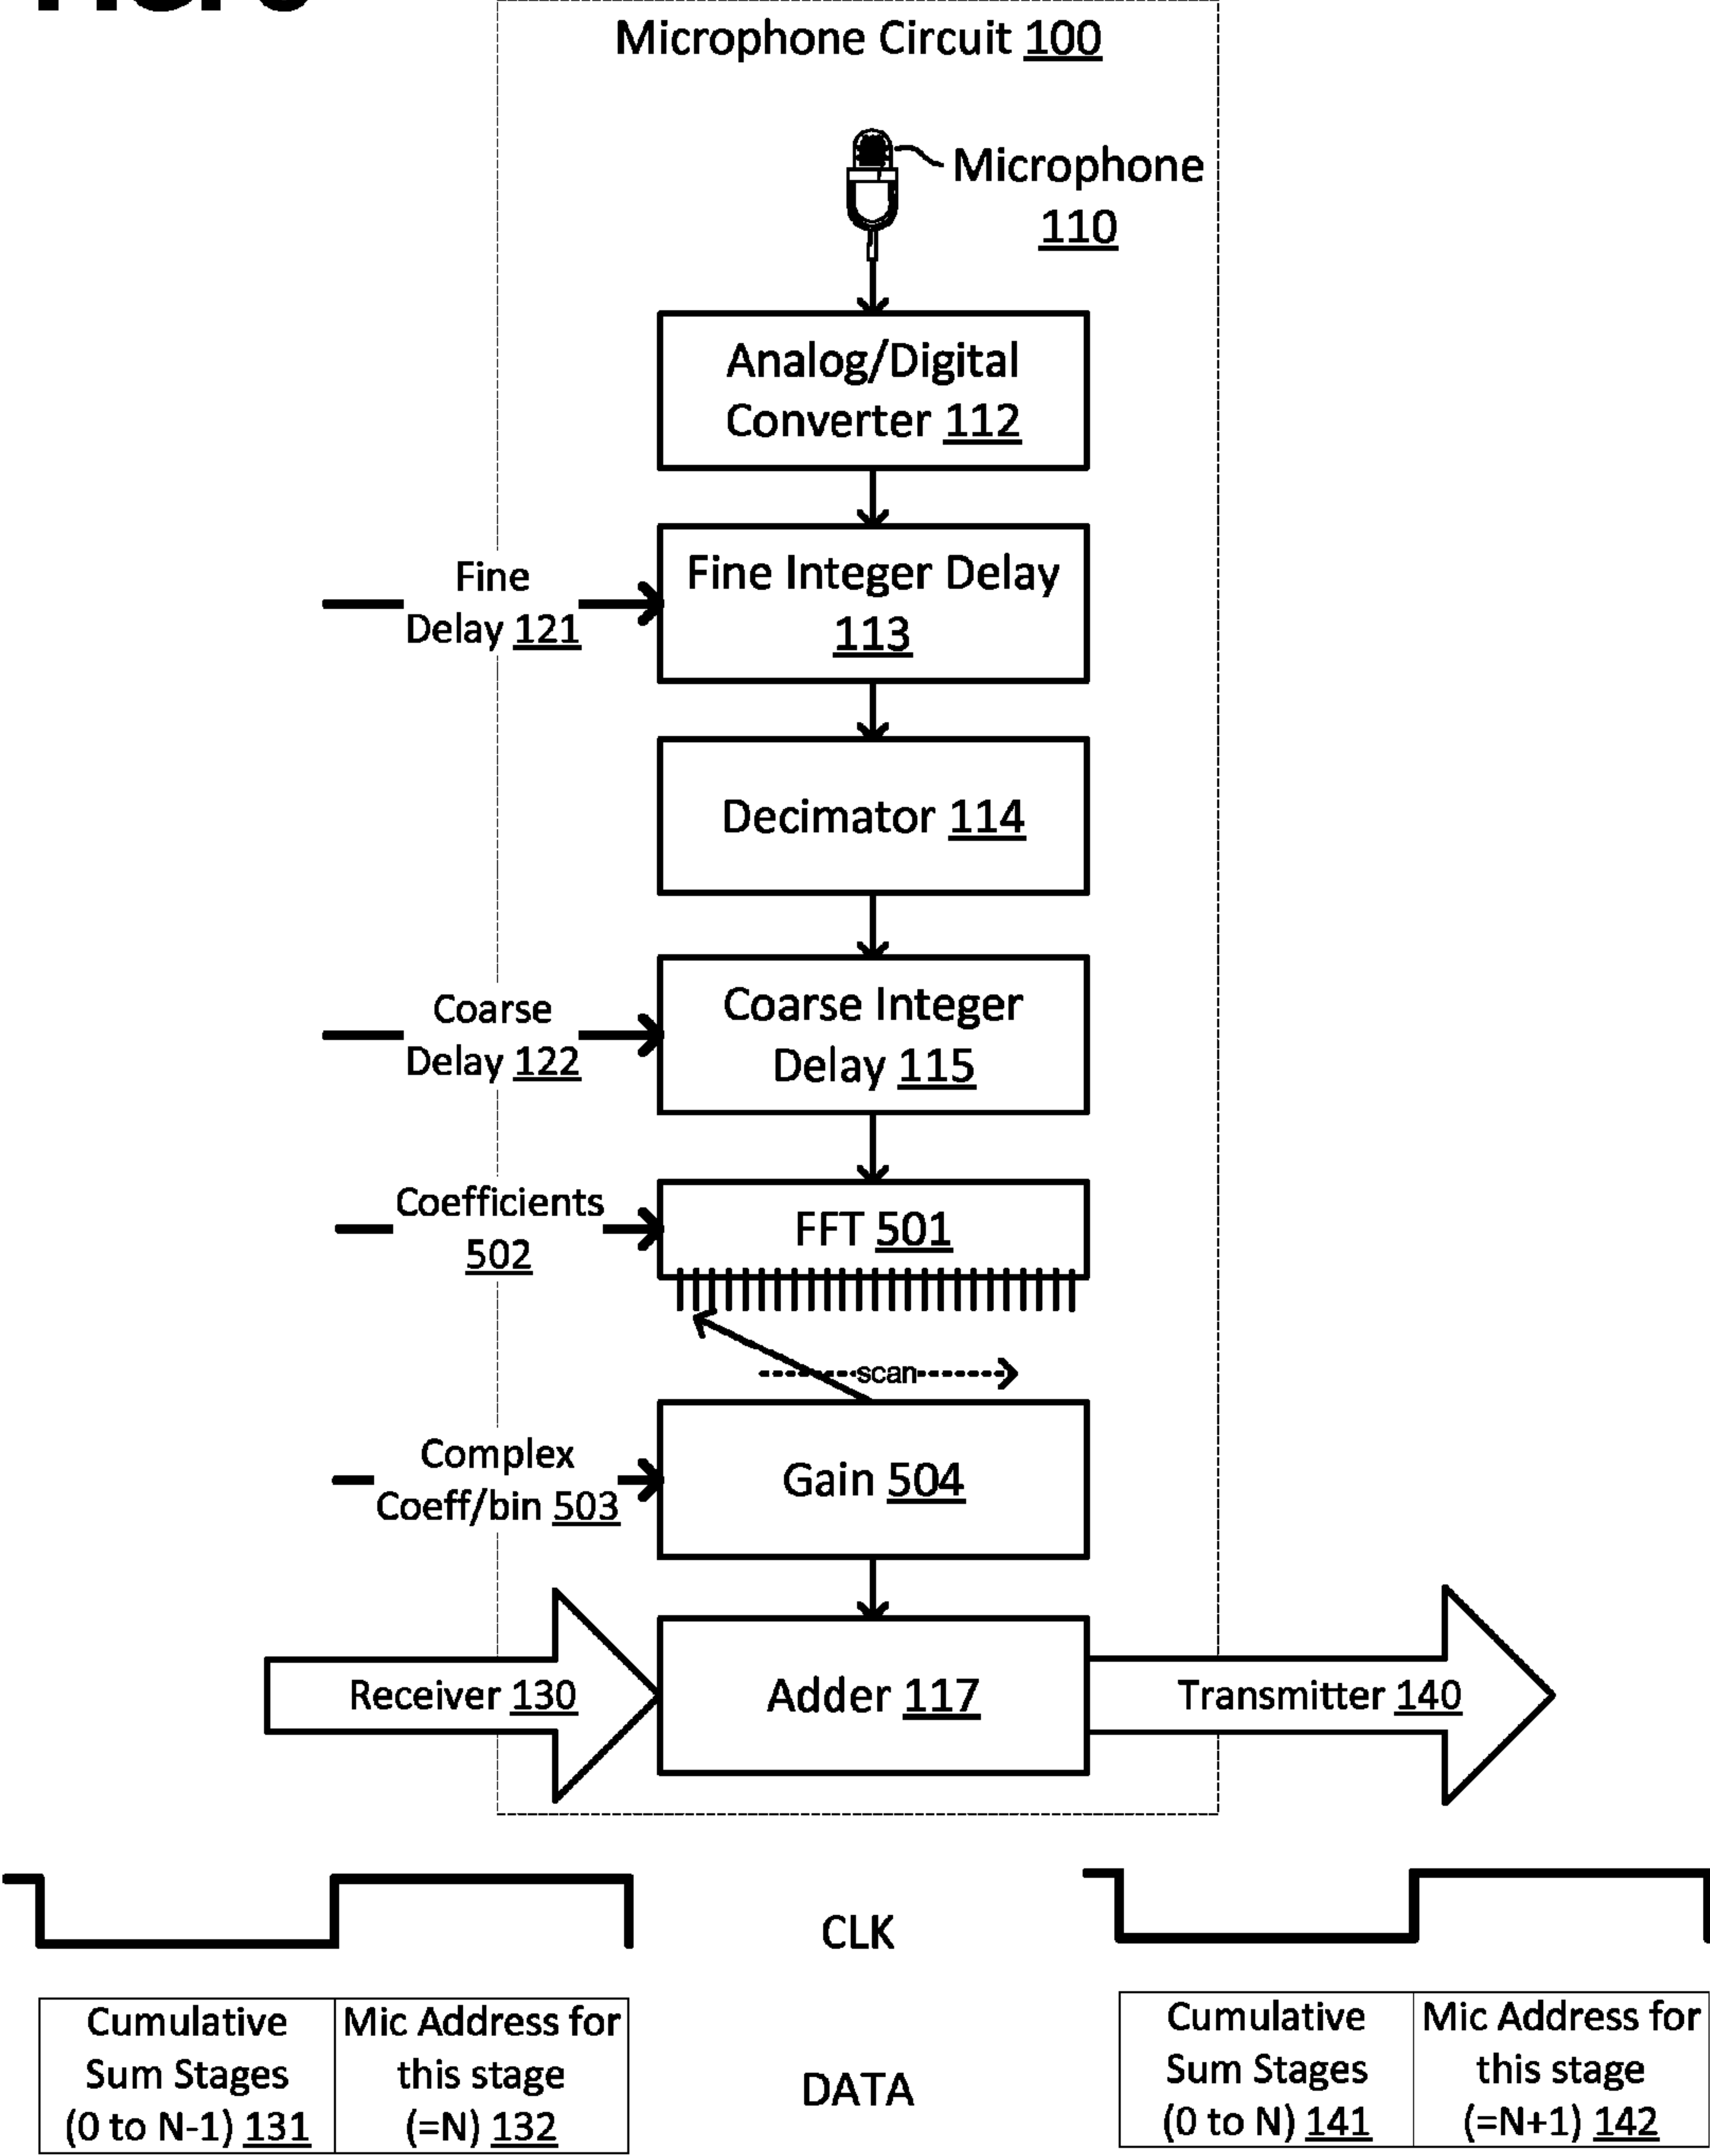 Microphone Circuit 100
Microphone
110
Analog/Digital
Converter 112
Fine
Delay 121
Fine Integer Delay
113
Decimator 114
Coarse
Delay 122
Coarse Integer
Delay 115
Coefficients
502
FFT 501
scan
Complex
Coeff/bin 503
Gain 504
Receiver 130
Adder 117
Transmitter 140
CLK
Cumulative
Sum Stages
(0 to N-1) 131
Mic Address for
this stage
(=N) 132
DATA
Cumulative
Sum Stages
(0 to N) 141
Mic Address for
this stage
(=N+1) 142